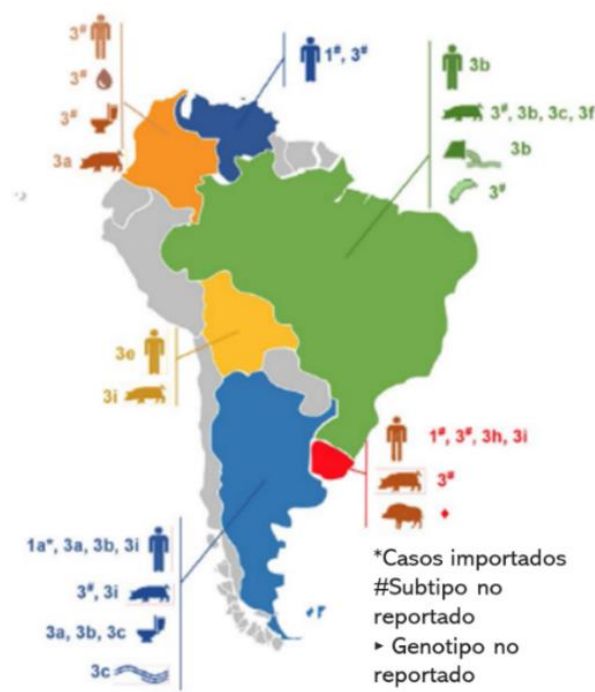 3#
3#
3#
3a
1#, 3#
3b
3#, 3b, 3c, 3f
3b
3#
3e
3i
1#, 3#, 3h, 3i
3#
1a*, 3a, 3b, 3i
3#, 3i
3a, 3b, 3c
3c
*Casos importados
#Subtipo no
reportado
‣ Genotipo no
reportado